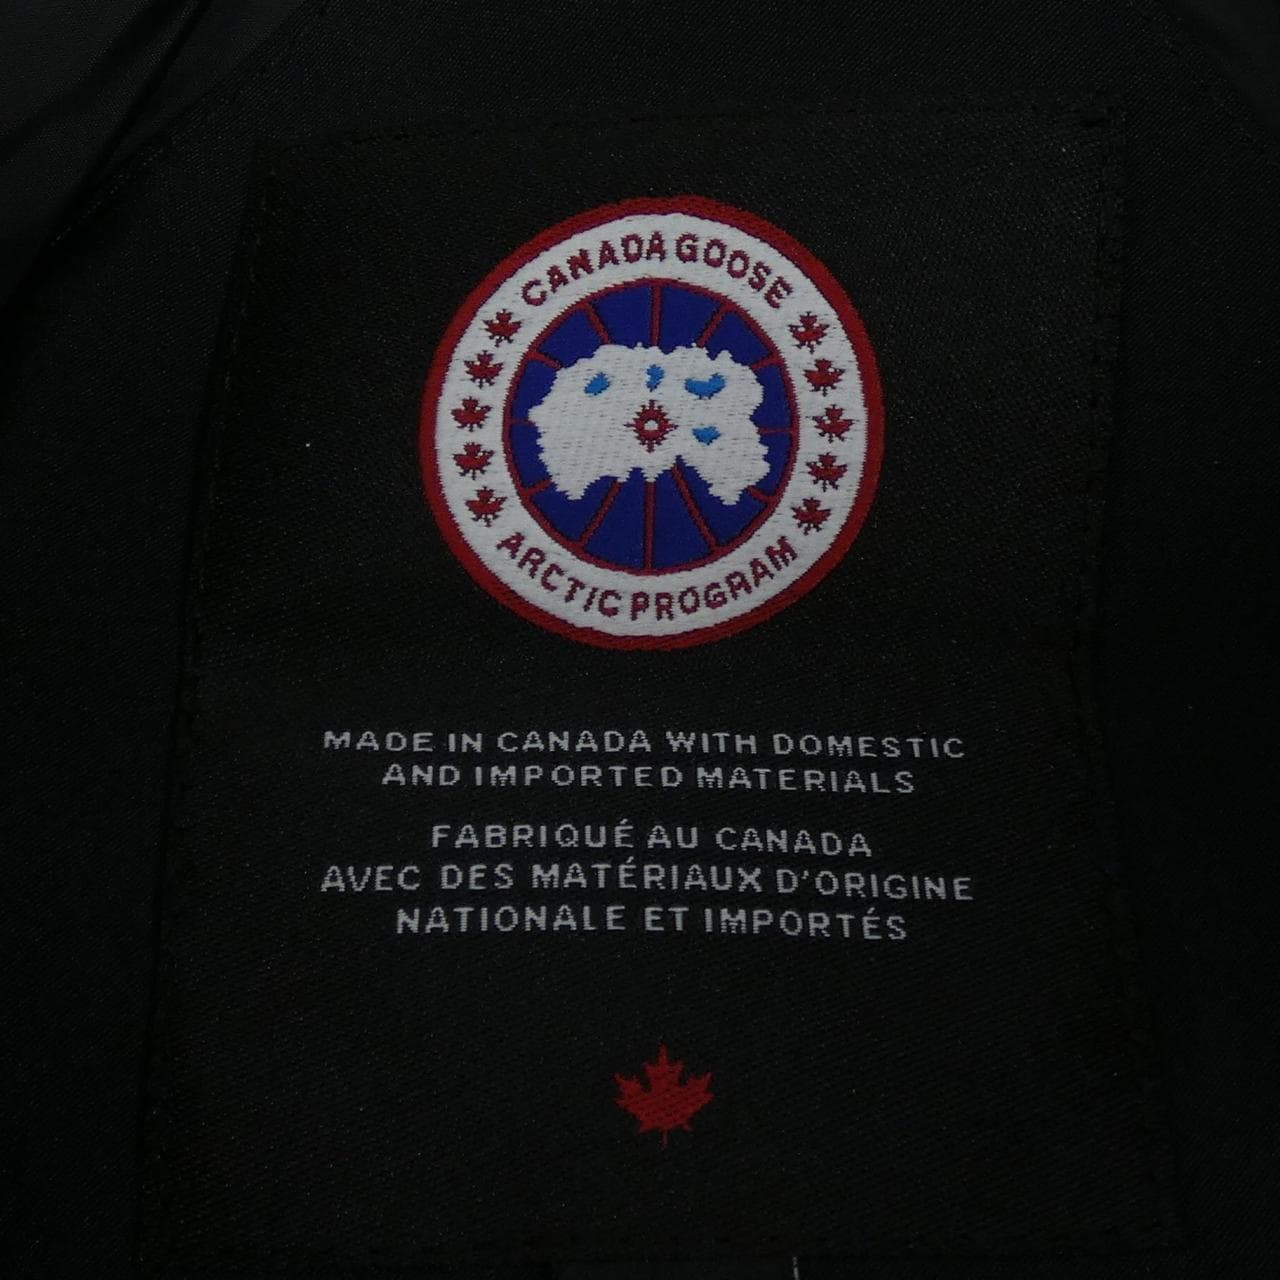 CANADA GOOSE
ARCTIC PROGRAM
MADE IN CANADA WITH DOMESTIC
AND IMPORTED MATERIALS
FABRIQUÉ AU CANADA
AVEC DES MATÉRIAUX D'ORIGINE
NATIONALE ET IMPORTÉS